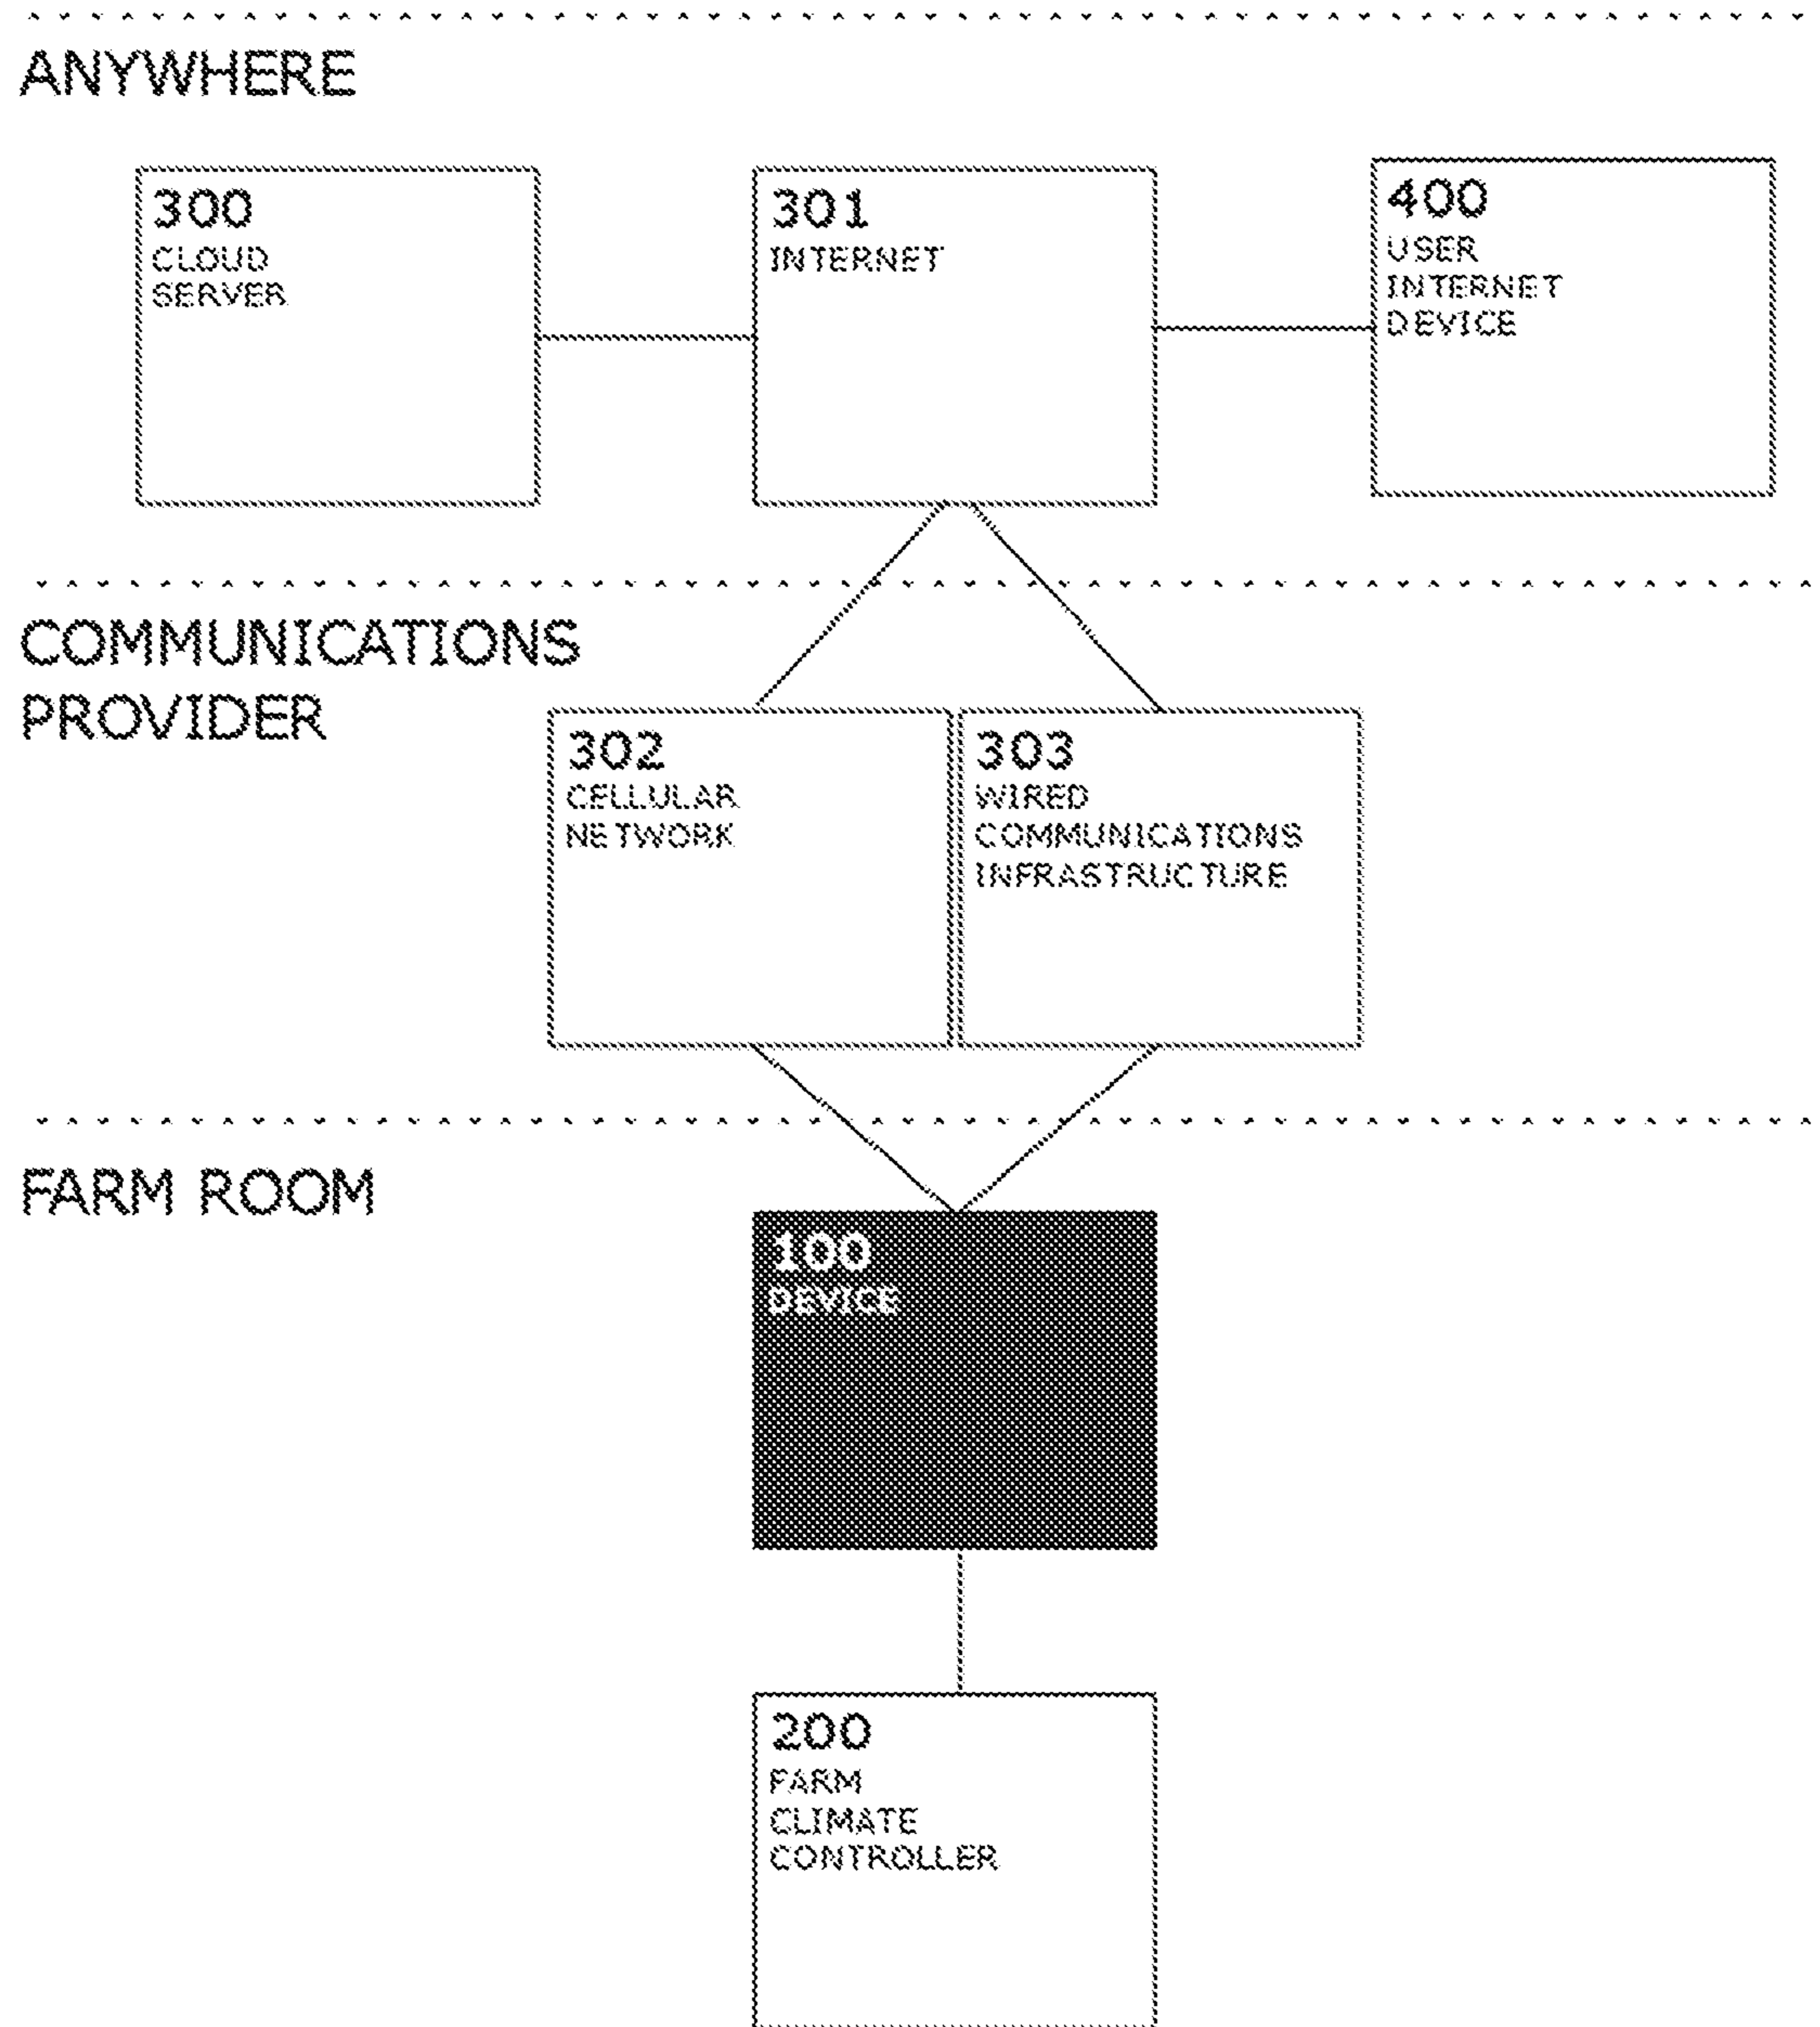 ANYWHERE
300
CLOUD
SERVER
301
INTERNET
400
USER
INTERNET
DEVICE
COMMUNICATIONS
PROVIDER
302
CELLULAR
NETWORK
303
WIRED
COMMUNICATIONS
INFRASTRUCTURE
FARM ROOM
100
DEVICE
200
FARM
CLIMATE
CONTROLLER